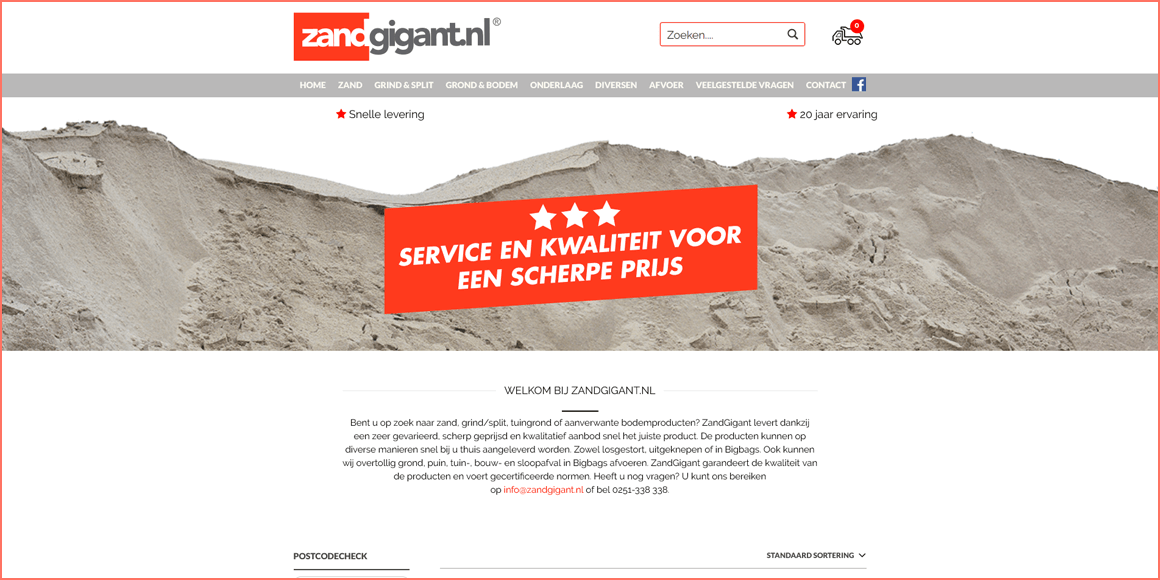 zandgigant.nl®
Zoeken....
0
HOME ZAND GRIND & SPLIT GROND & BODEM ONDERLAAG DIVERSEN AFVOER VEELGESTELDE VRAGEN CONTACT f
Snelle levering
20 jaar ervaring
SERVICE EN KWALITEIT VOOR
EEN SCHERPE PRIJS
WELKOM BIJ ZANDGIGANT.NL
Bent u op zoek naar zand, grind/split, tuingrond of aanverwante bodemproducten? ZandGigant levert dankzij
een zeer gevarieerd, scherp geprijsd en kwalitatief aanbod snel het juiste product. De producten kunnen op
diverse manieren snel bij u thuis aangeleverd worden. Zowel losgestort, uitgeknepen of in Bigbags. Ook kunnen
wij overtollig grond, puin, tuin-, bouw- en sloopafval in Bigbags afvoeren. ZandGigant garandeert de kwaliteit van
de producten en voert gecertificeerde normen. Heeft u nog vragen? U kunt ons bereiken
op info@zandgigant.nl of bel 0251-338 338.
POSTCODECHECK
STANDAARD SORTERING